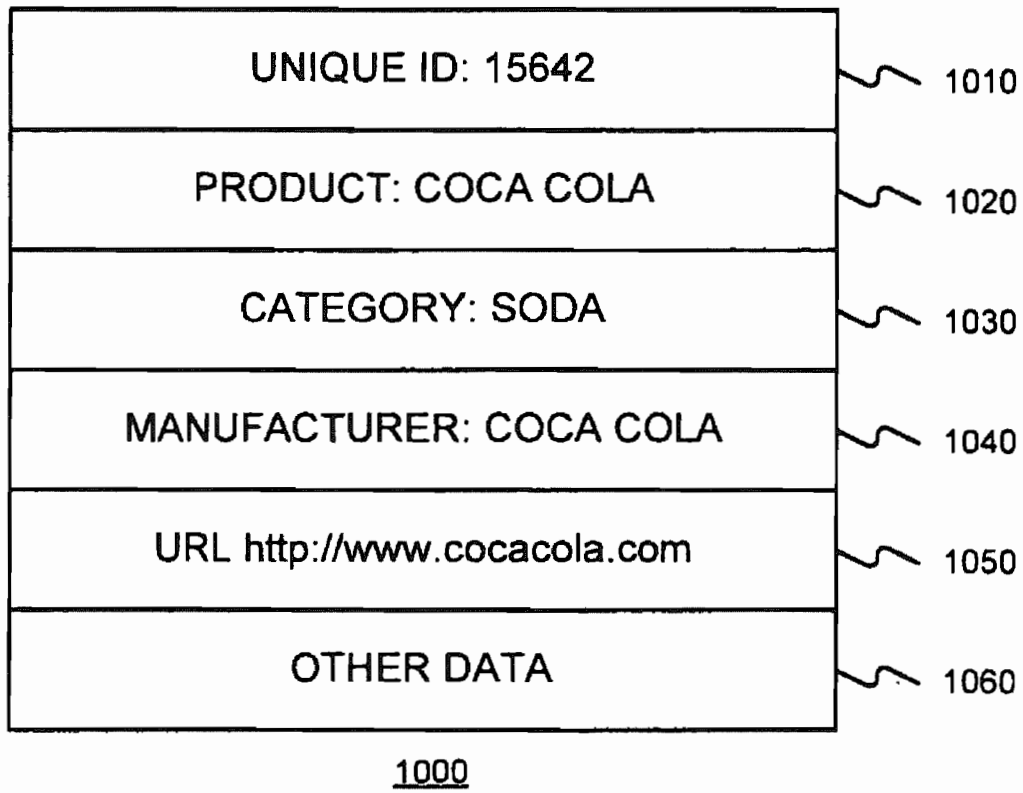 UNIQUE ID: 15642
1010
PRODUCT: COCA COLA
1020
CATEGORY: SODA
1030
MANUFACTURER: COCA COLA
1040
URL http://www.cocacola.com
1050
OTHER DATA
1060
1000